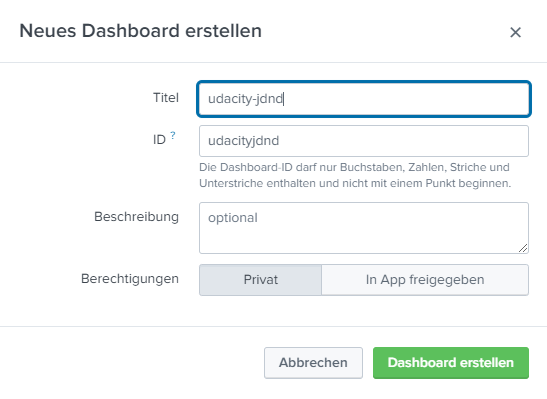 Neues Dashboard erstellen
×
Titel
udacity-jdnd
ID ?
udacityjdnd
Die Dashboard-ID darf nur Buchstaben, Zahlen, Striche und
Unterstriche enthalten und nicht mit einem Punkt beginnen.
Beschreibung
optional
Berechtigungen
Privat
In App freigegeben
Abbrechen
Dashboard erstellen